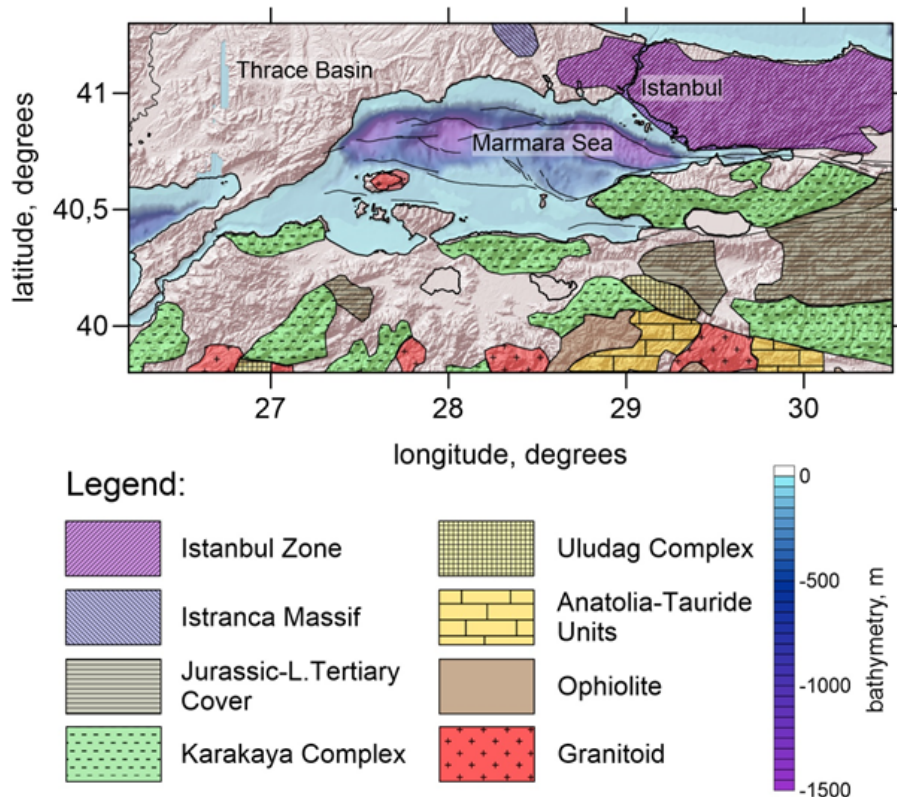 Thrace Basin
Istanbul
Marmara Sea
41
40,5
40
latitude, degrees
27
28
29
30
longitude, degrees
Legend:
Istanbul Zone
Istranca Massif
Jurassic-L.Tertiary
Cover
Karakaya Complex
Uludag Complex
Anatolia-Tauride
Units
Ophiolite
Granitoid
0
-500
-1000
-1500
bathymetry, m